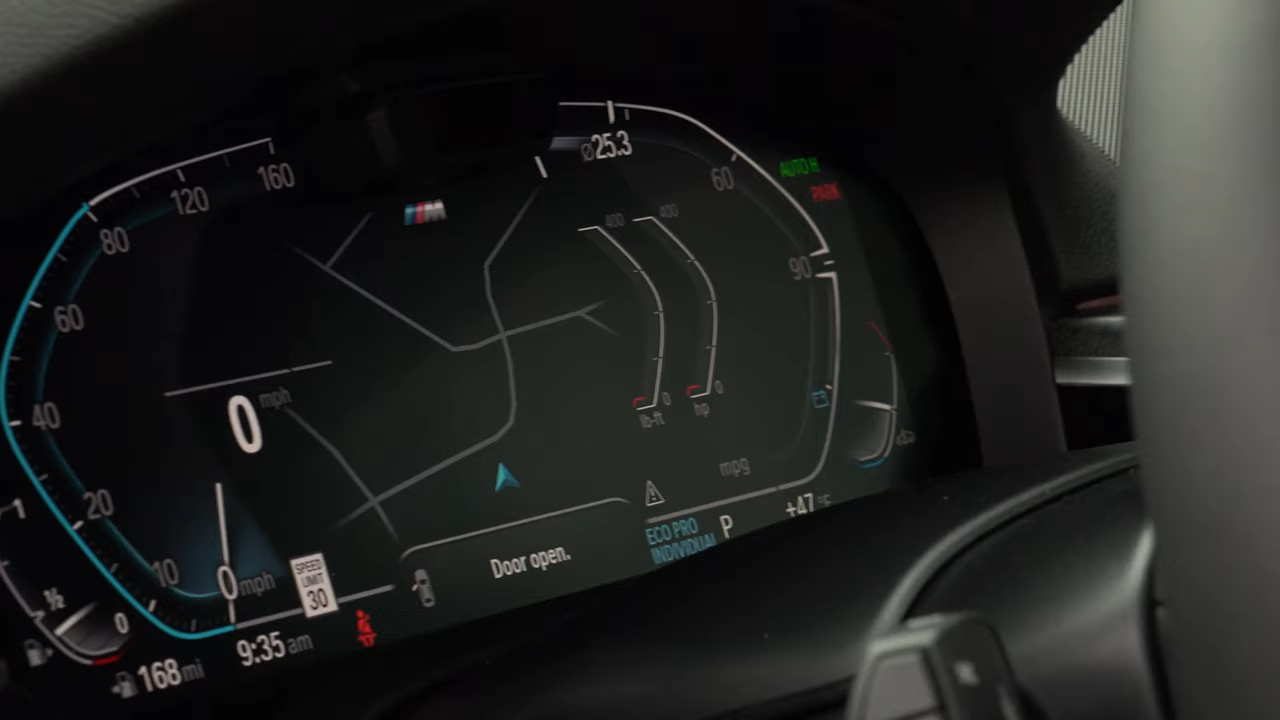 160
120
80
60
40
20
10
0 mph
0 mph
1
½
0
SPEED
LIMIT
30
168 mi
9:35 am
M
ø25.3
60
90
400
400
0
0
lb-ft
hp
mpg
AUTO H
PARK
Door open.
ECO PRO
INDIVIDUAL
P
+47 °F